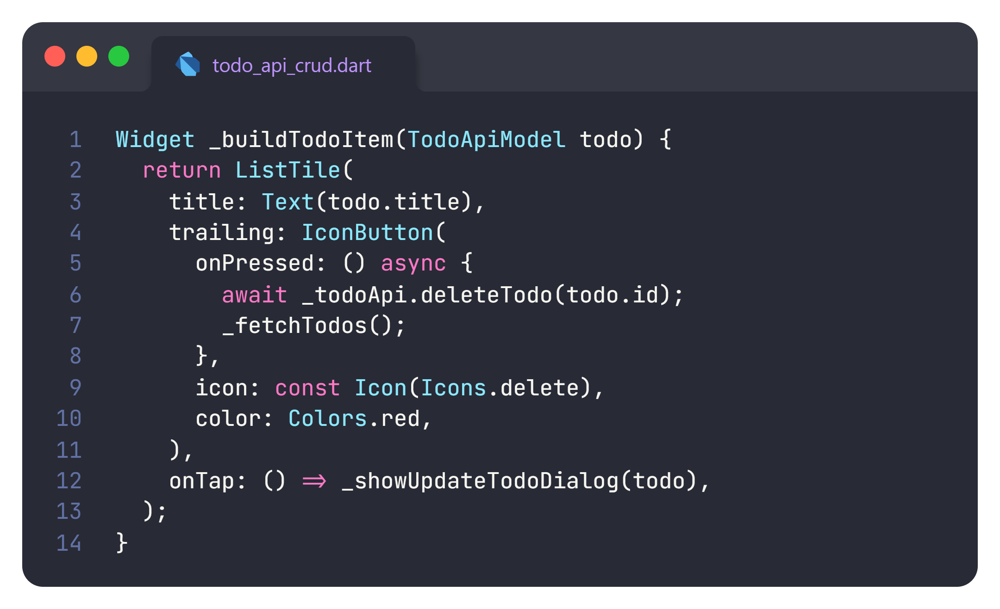 todo_api_crud.dart
1 Widget _buildTodoItem(TodoApiModel todo) {
2   return ListTile(
3     title: Text(todo.title),
4     trailing: IconButton(
5       onPressed: () async {
6         await _todoApi.deleteTodo(todo.id);
7         _fetchTodos();
8       },
9       icon: const Icon(Icons.delete),
10       color: Colors.red,
11     ),
12     onTap: () => _showUpdateTodoDialog(todo),
13   );
14 }